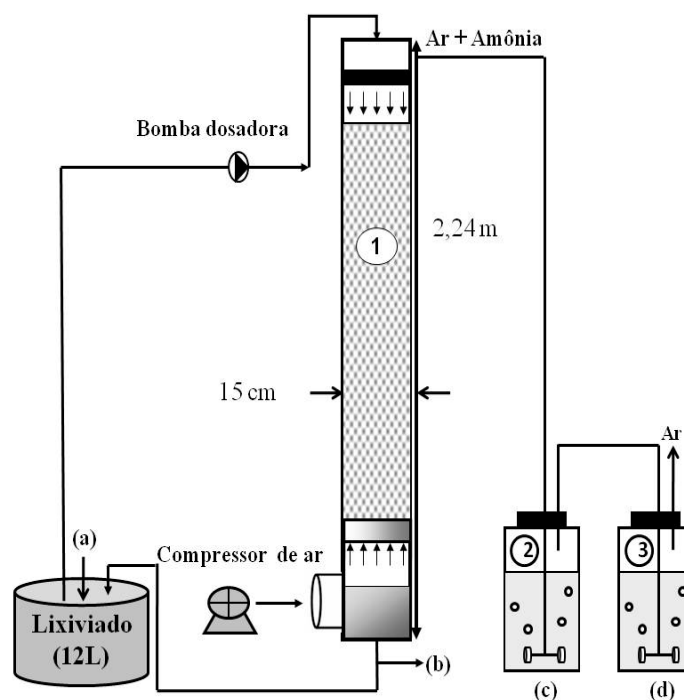 Ar + Amônia
Bomba dosadora
1
2,24 m
15 cm
Ar
(a)
Compressor de ar
2
3
Lixiviado
(12L)
(b)
(c)
(d)